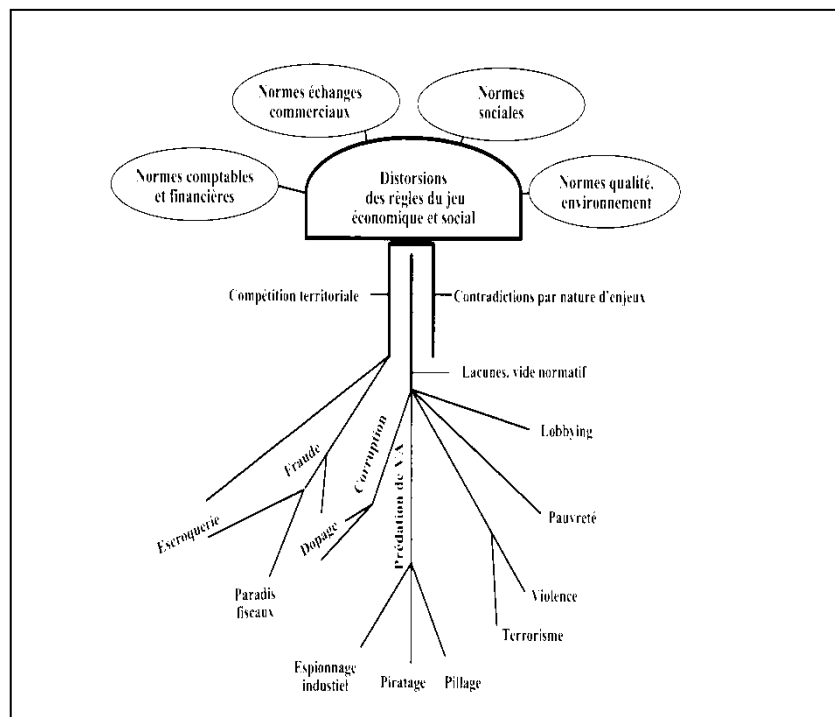 Normes échanges
commerciaux
Normes
sociales
Normes comptables
et financières
Distorsions
des règles du jeu
économique et social
Normes qualité.
environnement
Compétition territoriale
Contradictions par nature d'enjeux
Lacunes. vide normatif
Lobbying
Fraude
Corruption
Prédation de VA
Pauvreté
Escroquerie
Dopage
Paradis
fiscaux
Violence
Terrorisme
Espionnage
industiel
Piratage
Pillage